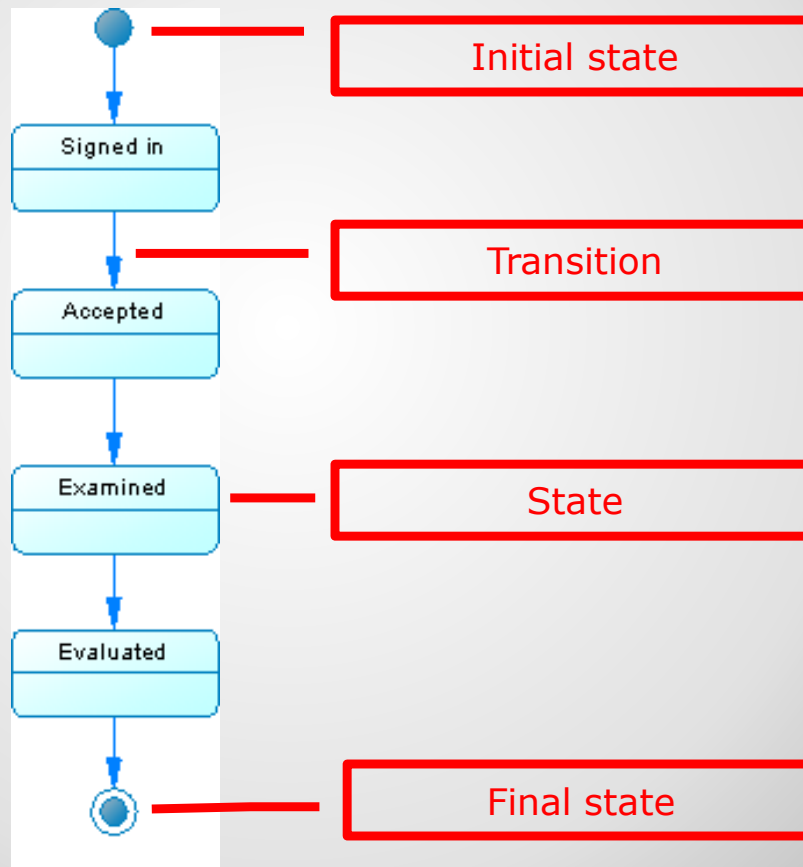 Initial state
Signed in
Transition
Accepted
Examined
State
Evaluated
Final state